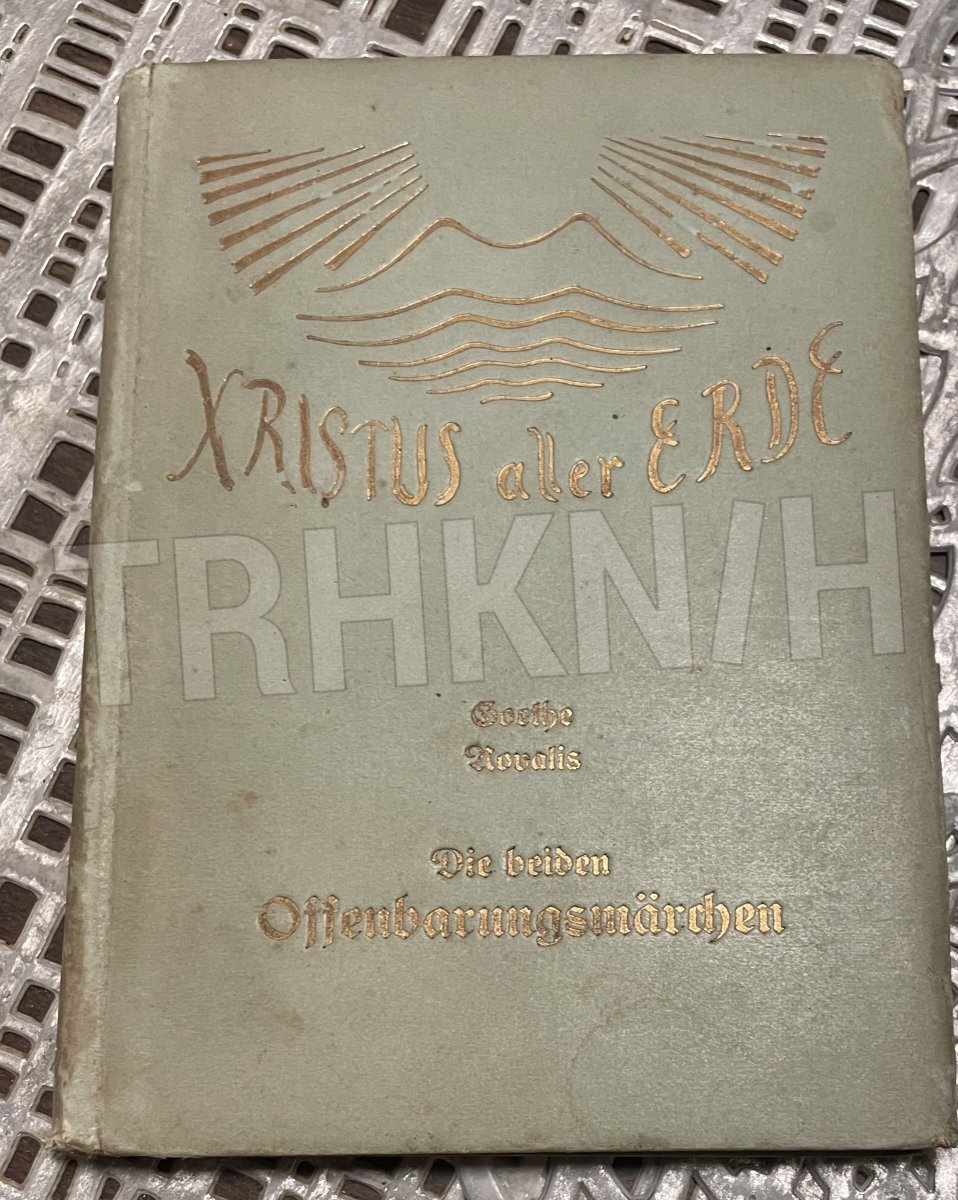 XRISTUS aller ERDE
TRHKN/H
Goethe
Novalis
Die beiden
Offenbarungsmärchen